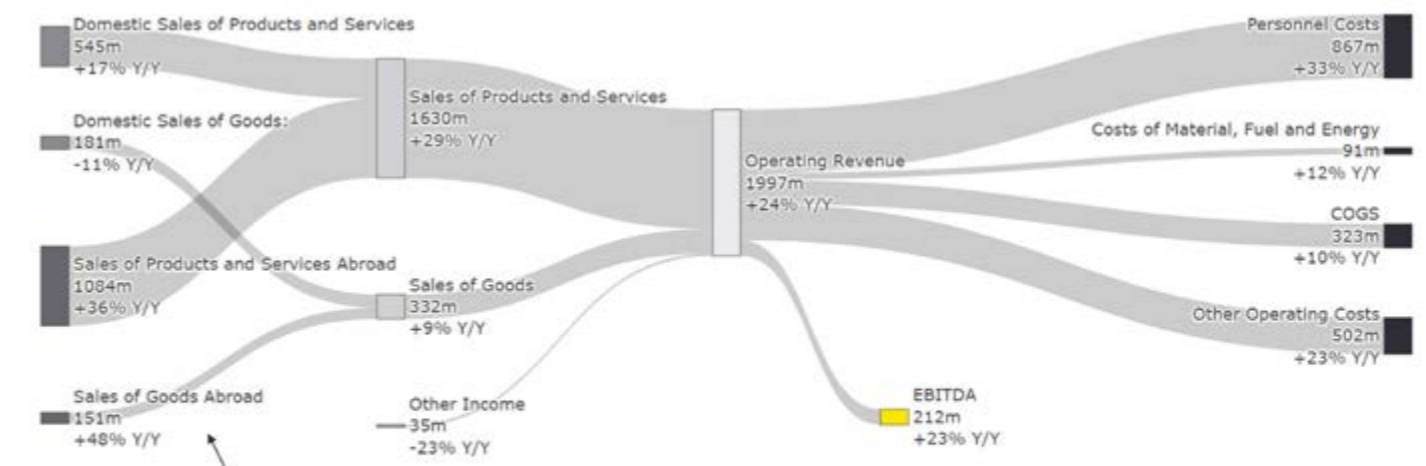 Domestic Sales of Products and Services
545m
+17% Y/Y
Domestic Sales of Goods:
181m
-11% Y/Y
Sales of Products and Services Abroad
1084m
+36% Y/Y
Sales of Goods Abroad
151m
+48% Y/Y
Sales of Products and Services
1630m
+29% Y/Y
Sales of Goods
332m
+9% Y/Y
Other Income
35m
-23% Y/Y
Operating Revenue
1997m
+24% Y/Y
EBITDA
212m
+23% Y/Y
Personnel Costs
867m
+33% Y/Y
Costs of Material, Fuel and Energy
91m
+12% Y/Y
COGS
323m
+10% Y/Y
Other Operating Costs
502m
+23% Y/Y